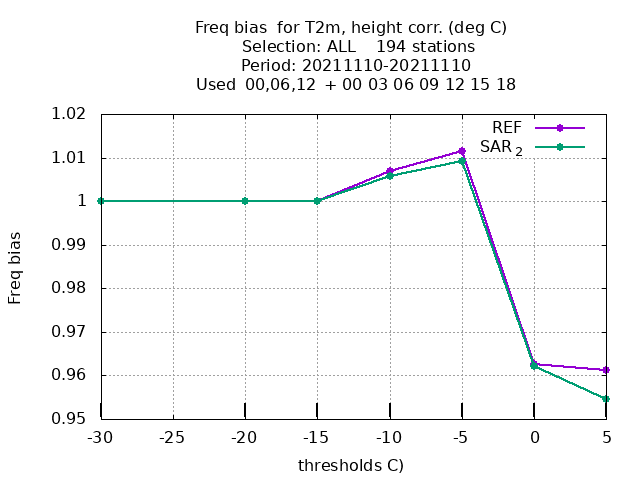 Freq bias  for T2m, height corr. (deg C)
Selection: ALL    194 stations
Period: 20211110-20211110
Used  00,06,12  + 00 03 06 09 12 15 18
1.02
1.01
1
0.99
0.98
0.97
0.96
0.95
Freq bias
REF
SAR 2
-30 -25 -20 -15 -10 -5 0 5
thresholds C)